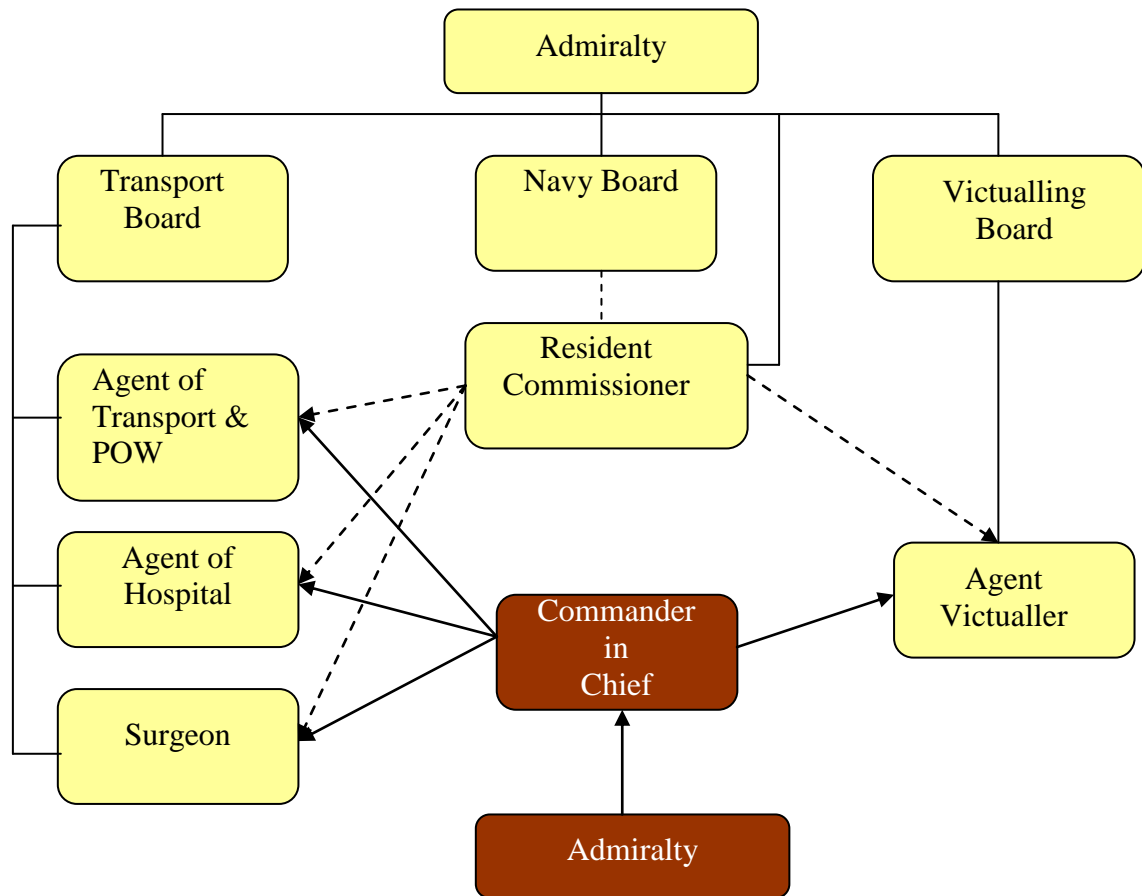 Admiralty
Transport
Board
Navy Board
Victualling
Board
Resident
Commissioner
Agent of
Transport &
POW
Agent of
Hospital
Commander
in
Chief
Agent
Victualler
Surgeon
Admiralty